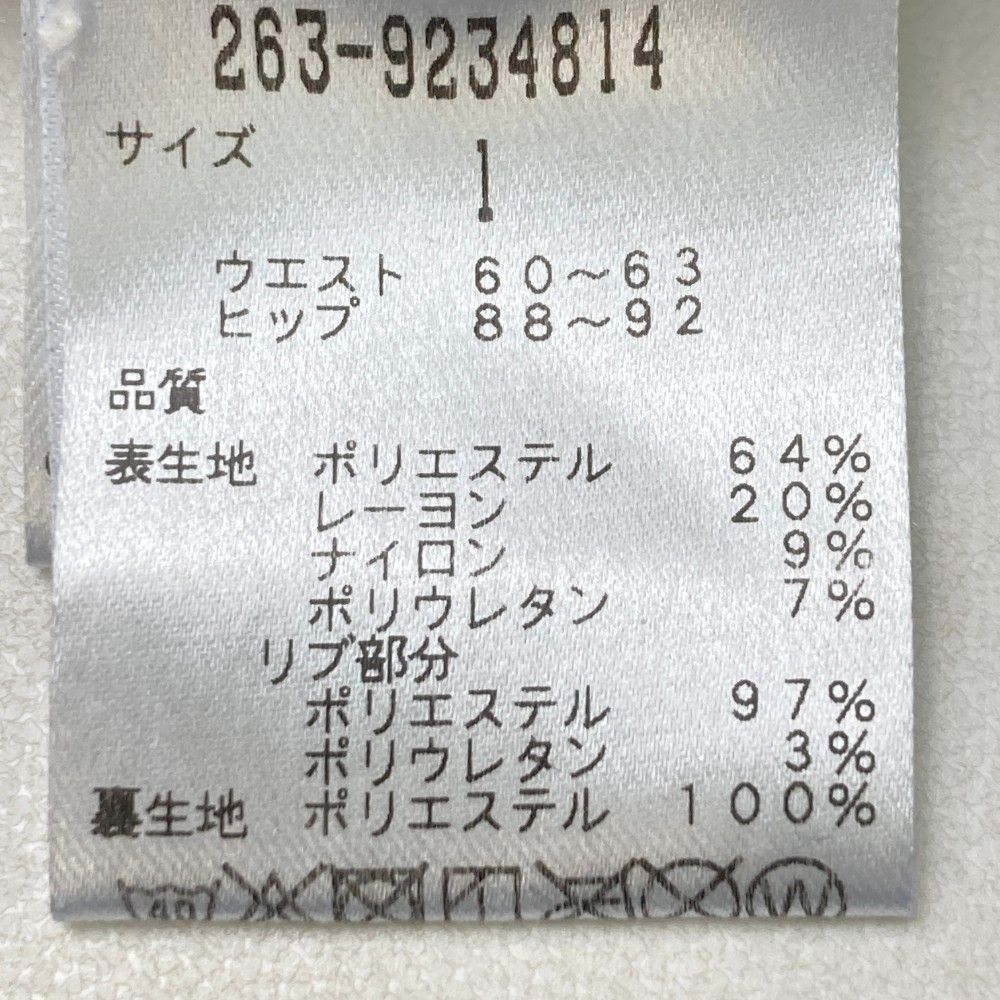 263-9234814
サイズ 1
ウエスト 60～63
ヒップ 88～92
品質
表生地 ポリエステル 64%
レーヨン 20%
ナイロン 9%
ポリウレタン 7%
リブ部分
ポリエステル 97%
ポリウレタン 3%
裏生地 ポリエステル 100%
40 W